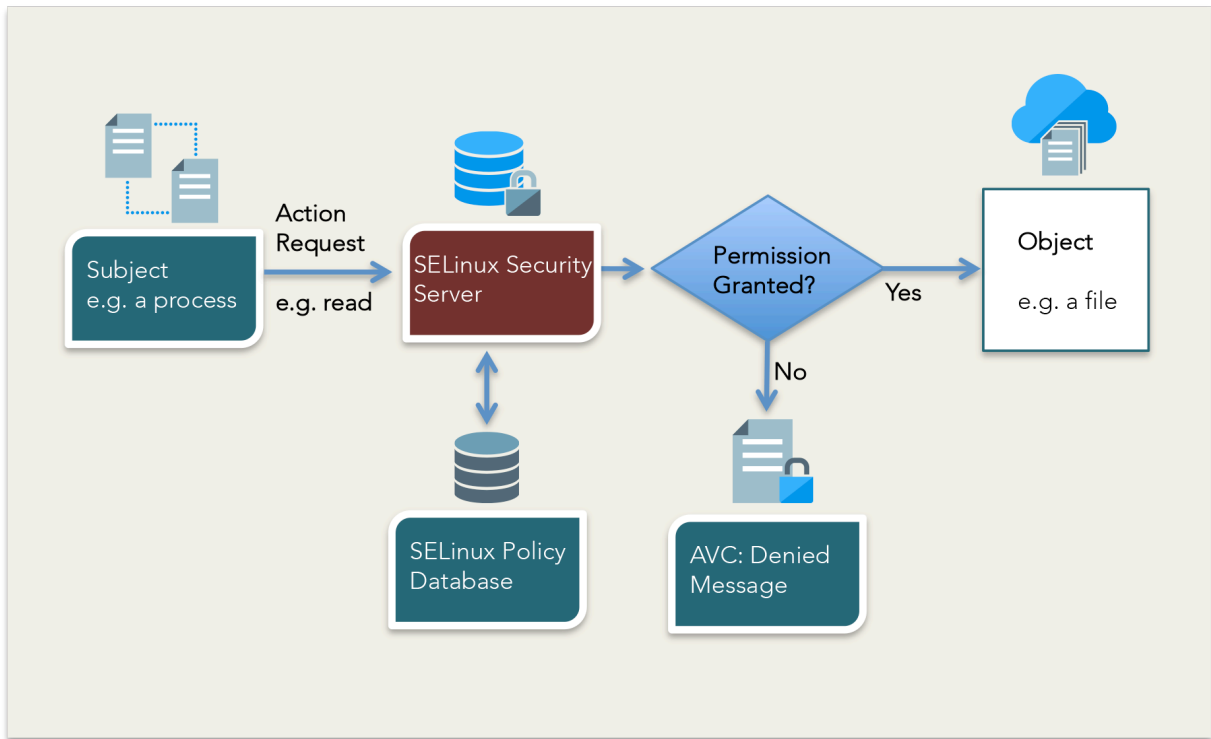 Subject
e.g. a process
Action
Request
e.g. read
SELinux Security
Server
Permission
Granted?
Yes
Object
e.g. a file
No
SELinux Policy
Database
AVC: Denied
Message